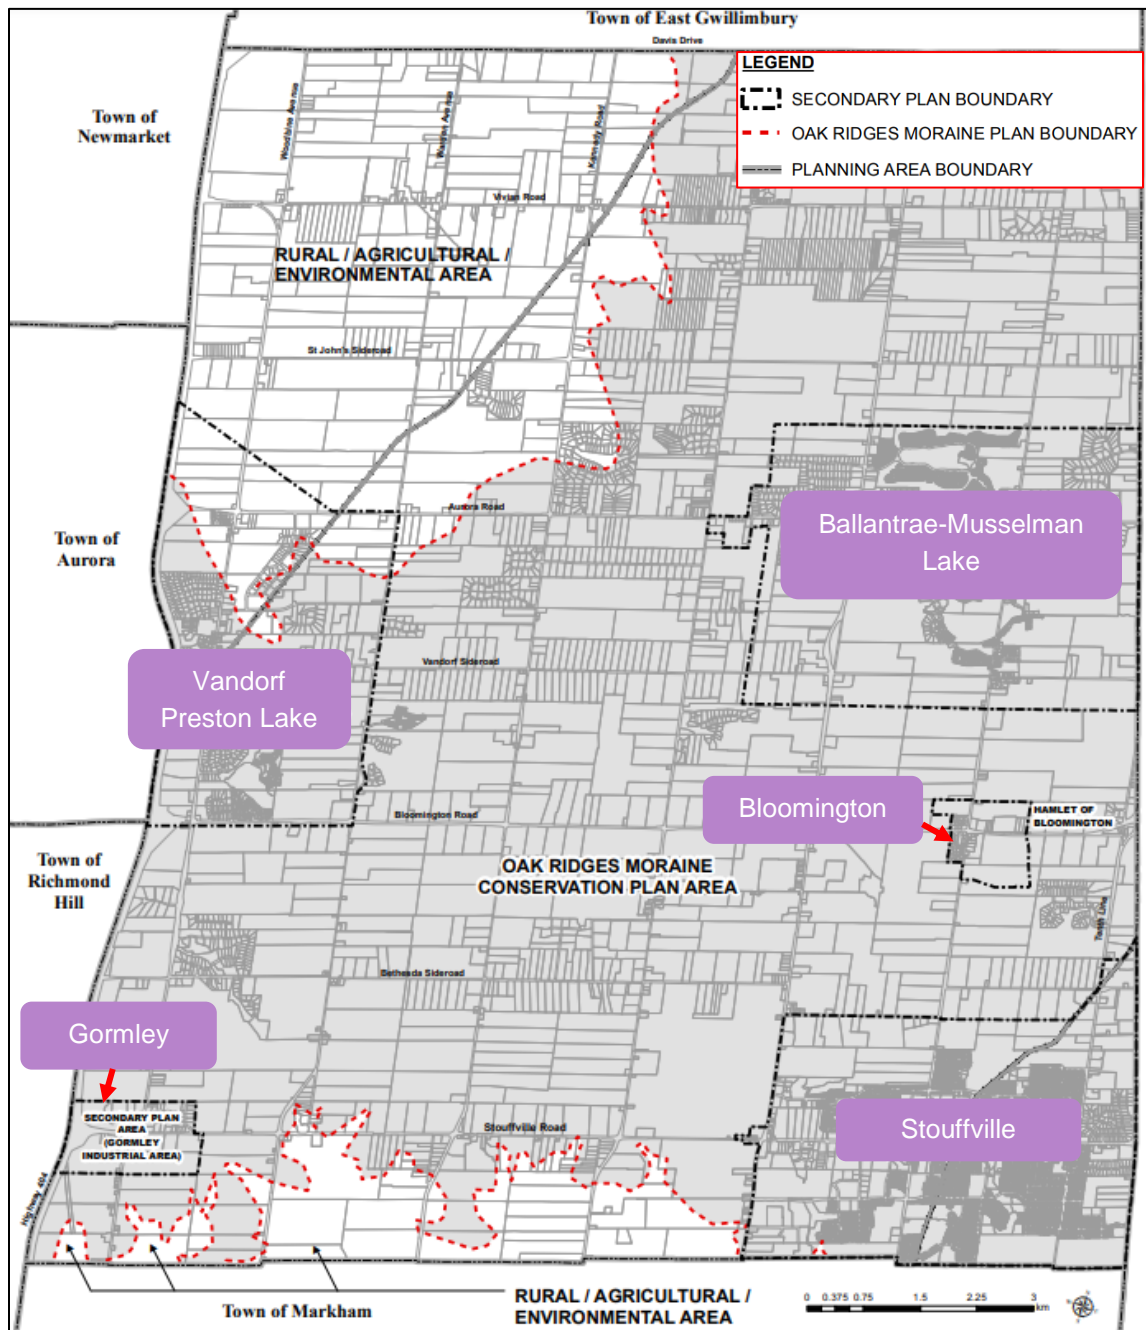 Town of East Gwillimbury
Davis Drive
LEGEND
SECONDARY PLAN BOUNDARY
OAK RIDGES MORAINE PLAN BOUNDARY
PLANNING AREA BOUNDARY
Town of
Newmarket
Woodbine Avenue
Warden Avenue
Kennedy Road
Vivian Road
RURAL / AGRICULTURAL /
ENVIRONMENTAL AREA
St John's Sideroad
Aurora Road
Ballantrae-Musselman
Lake
Town of
Aurora
Vandorf Sideroad
Vandorf
Preston Lake
Bloomington
HAMLET OF
BLOOMINGTON
Bloomington Road
Town of
Richmond
Hill
OAK RIDGES MORAINE
CONSERVATION PLAN AREA
Tenth Line
Bethesda Sideroad
Gormley
SECONDARY PLAN
AREA
(GORMLEY
INDUSTRIAL AREA)
Stouffville Road
Stouffville
Highway 404
Town of Markham
RURAL / AGRICULTURAL /
ENVIRONMENTAL AREA
0 0.375 0.75 1.5 2.25 3
km